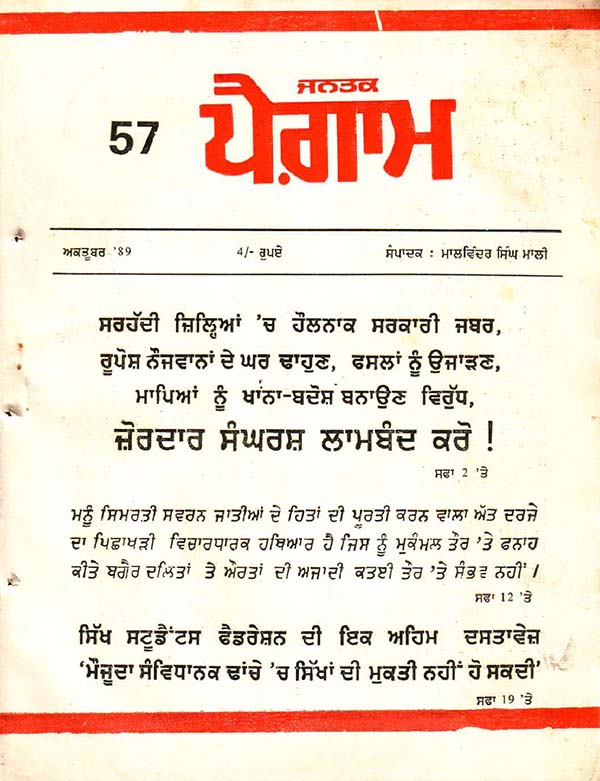 ਜਨਤਕ
57 ਪੈਗ਼ਾਮ
ਅਕਤੂਬਰ '89 4/- ਰੁਪਏ ਸੰਪਾਦਕ : ਮਾਲਵਿੰਦਰ ਸਿੰਘ ਮਾਲੀ
ਸਰਹੱਦੀ ਜ਼ਿਲ੍ਹਿਆਂ 'ਚ ਹੌਲਨਾਕ ਸਰਕਾਰੀ ਜਬਰ,
ਰੂਪੋਸ਼ ਨੌਜਵਾਨਾਂ ਦੇ ਘਰ ਢਾਹੁਣ, ਫਸਲਾਂ ਨੂੰ ਉਜਾੜਣ,
ਮਾਪਿਆਂ ਨੂੰ ਖਾਂਨਾ-ਬਦੋਸ਼ ਬਨਾਉਣ ਵਿਰੁੱਧ,
ਜ਼ੋਰਦਾਰ ਸੰਘਰਸ਼ ਲਾਮਬੰਦ ਕਰੋ !
ਸਫਾ 2 'ਤੇ
ਮਨੂੰ ਸਿਮਰਤੀ ਸਵਰਨ ਜਾਤੀਆਂ ਦੇ ਹਿਤਾਂ ਦੀ ਪੂਰਤੀ ਕਰਨ ਵਾਲਾ ਅੱਤ ਦਰਜੇ
ਦਾ ਪਿਛਾਖੜੀ ਵਿਚਾਰਧਾਰਕ ਹਥਿਆਰ ਹੈ ਜਿਸ ਨੂੰ ਮੁਕੰਮਲ ਤੌਰ 'ਤੇ ਫਨਾਹ
ਕੀਤੇ ਬਗੈਰ ਦਲਿਤਾਂ ਤੇ ਔਰਤਾਂ ਦੀ ਅਜਾਦੀ ਕਤਈ ਤੌਰ 'ਤੇ ਸੰਭਵ ਨਹੀਂ।
ਸਫਾ 12 'ਤੇ
ਸਿੱਖ ਸਟੂਡੈਂਟਸ ਫੈਡਰੇਸ਼ਨ ਦੀ ਇਕ ਅਹਿਮ ਦਸਤਾਵੇਜ਼
'ਮੌਜੂਦਾ ਸੰਵਿਧਾਨਕ ਢਾਂਚੇ 'ਚ ਸਿੱਖਾਂ ਦੀ ਮੁਕਤੀ ਨਹੀਂ ਹੋ ਸਕਦੀ'
ਸਫਾ 19 'ਤੇ